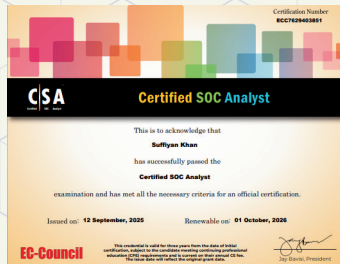 Certification Number
ECC7629403851
CSA
Certified SOC Analyst
Certified SOC Analyst
This is to acknowledge that
Suffiyan Khan
has successfully passed the
Certified SOC Analyst
examination and has met all the necessary criteria for an official certification.
Issued on: 12 September, 2025 Renewable on: 01 October, 2026
EC-Council
This credential is valid for three years from the date of initial
certification, subject to the candidate meeting continuing professional
education (CPE) requirements and is current on their annual CE fee.
The reissue date will reflect the original grant date.
Jay Bavisi, President